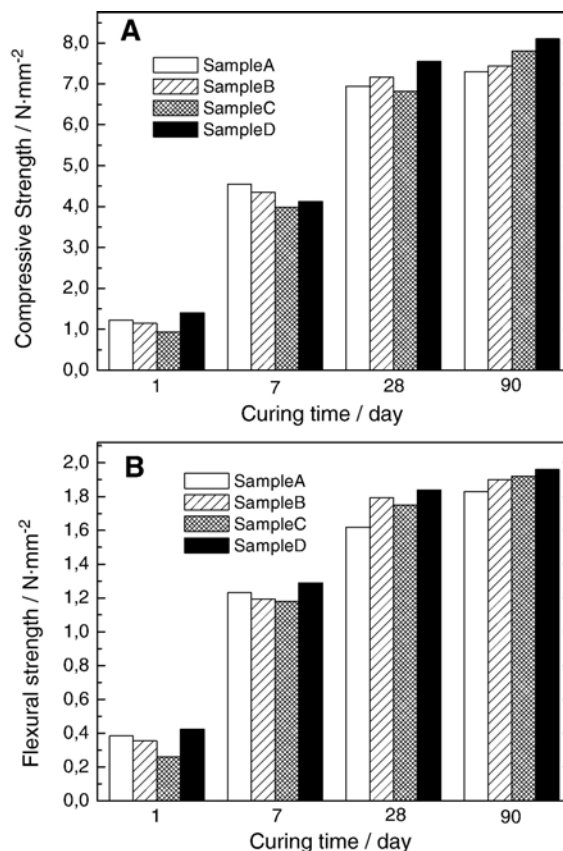 A
8,0
7,0
6,0
5,0
4,0
3,0
2,0
1,0
0,0
Compressive Strength / N·mm⁻²
SampleA
SampleB
SampleC
SampleD
1 7 28 90
Curing time / day
B
2,0
1,8
1,6
1,4
1,2
1,0
0,8
0,6
0,4
0,2
0,0
Flexural strength / N·mm⁻²
SampleA
SampleB
SampleC
SampleD
1 7 28 90
Curing time / day